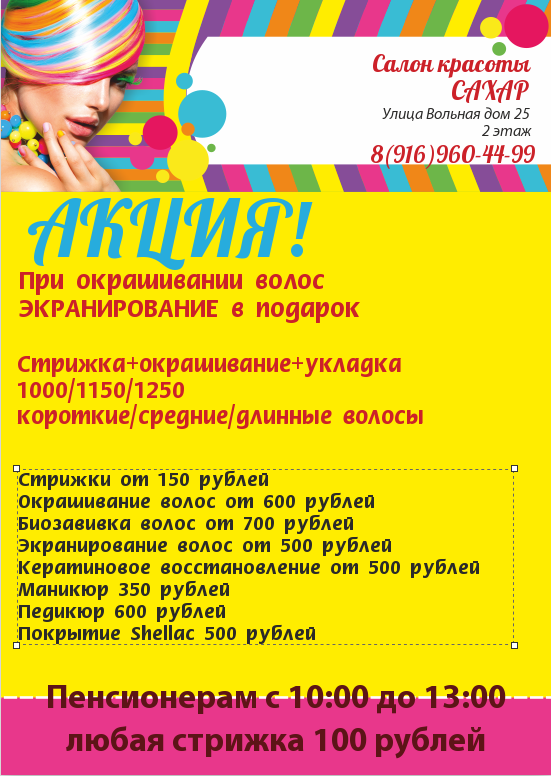 Салон красоты
САХАР
Улица Вольная дом 25
2 этаж
8(916)960-44-99
АКЦИЯ!
При окрашивании волос
ЭКРАНИРОВАНИЕ в подарок
Стрижка+окрашивание+укладка
1000/1150/1250
короткие/средние/длинные волосы
Стрижки от 150 рублей
Окрашивание волос от 600 рублей
Биозавивка волос от 700 рублей
Экранирование волос от 500 рублей
Кератиновое восстановление от 500 рублей
Маникюр 350 рублей
Педикюр 600 рублей
Покрытие Shellac 500 рублей
Пенсионерам с 10:00 до 13:00
любая стрижка 100 рублей